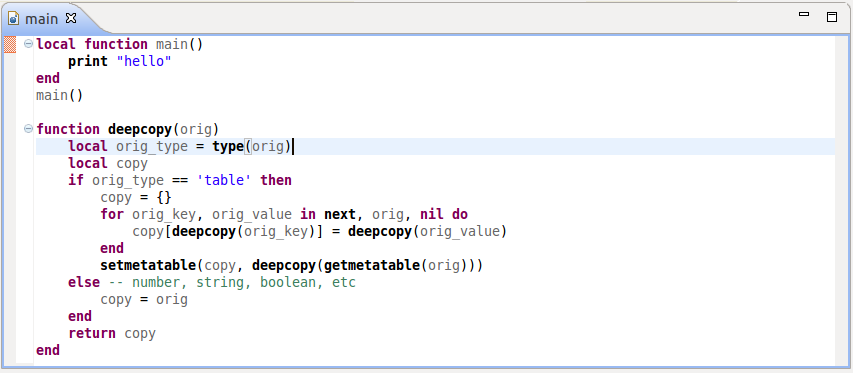 main
local function main()
    print "hello"
end
main()

function deepcopy(orig)
    local orig_type = type(orig)
    local copy
    if orig_type == 'table' then
        copy = {}
        for orig_key, orig_value in next, orig, nil do
            copy[deepcopy(orig_key)] = deepcopy(orig_value)
        end
        setmetatable(copy, deepcopy(getmetatable(orig)))
    else -- number, string, boolean, etc
        copy = orig
    end
    return copy
end